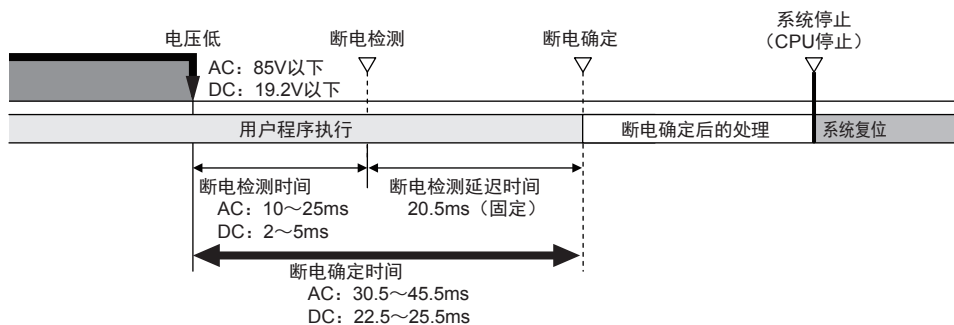 系统停止
（CPU停止）
电压低
断电检测
断电确定
AC：85V以下
DC：19.2V以下
用户程序执行
断电确定后的处理
系统复位
断电检测时间
AC：10～25ms
DC：2～5ms
断电检测延迟时间
20.5ms（固定）
断电确定时间
AC：30.5～45.5ms
DC：22.5～25.5ms